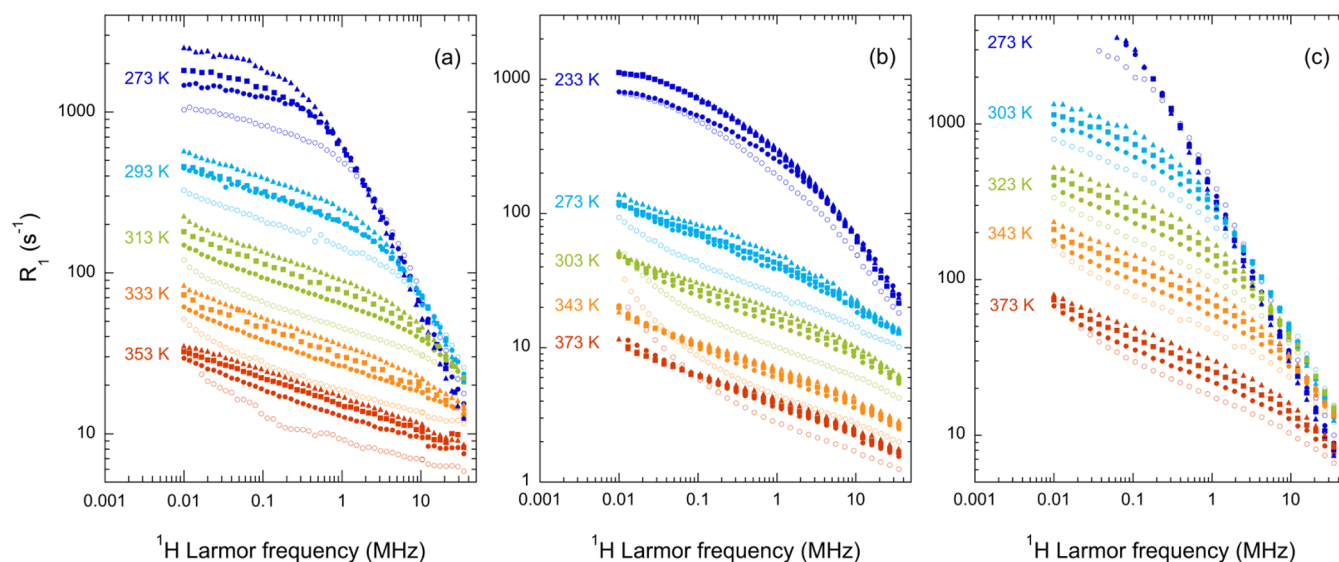 (a)
R₁ (s⁻¹)
1000
100
10
273 K
293 K
313 K
333 K
353 K
0.001
0.01
0.1
1
10
¹H Larmor frequency (MHz)
(b)
1000
100
10
1
233 K
273 K
303 K
343 K
373 K
0.001
0.01
0.1
1
10
¹H Larmor frequency (MHz)
(c)
1000
100
10
273 K
303 K
323 K
343 K
373 K
0.001
0.01
0.1
1
10
¹H Larmor frequency (MHz)